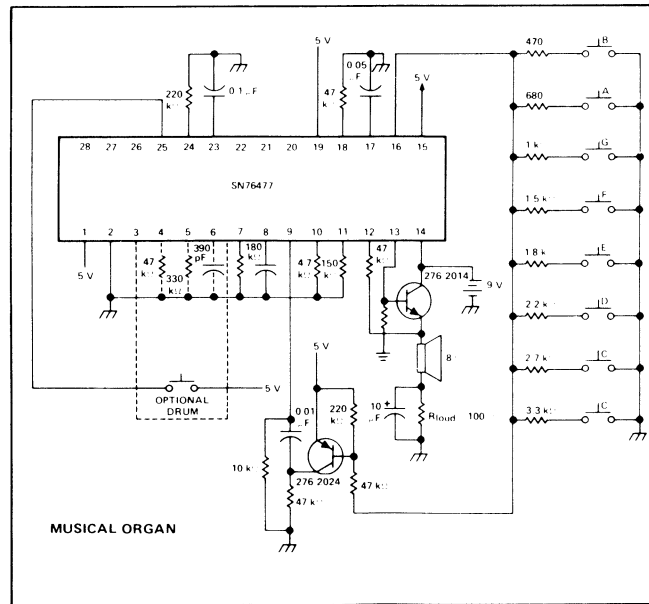 5 V
470
B
220
kΩ
0.1 μF
47
kΩ
0.05
μF
5 V
680
A
28 27 26 25 24 23 22 21 20 19 18 17 16 15
1 k
G
SN76477
1.5 kΩ
F
1 2 3 4 5 6 7 8 9 10 11 12 13 14
1.8 k
E
5 V
47
kΩ
330
kΩ
390
pF
180
kΩ
4.7
kΩ
150
k
47
kΩ
276 2014
9 V
2.2 k
D
2.7 k
C
8
5 V
OPTIONAL
DRUM
5 V
3.3 k
C
0.01
μF
220
kΩ
10
μF
+
Rloud 100
10 k
276 2024
47 kΩ
47 kΩ
MUSICAL ORGAN